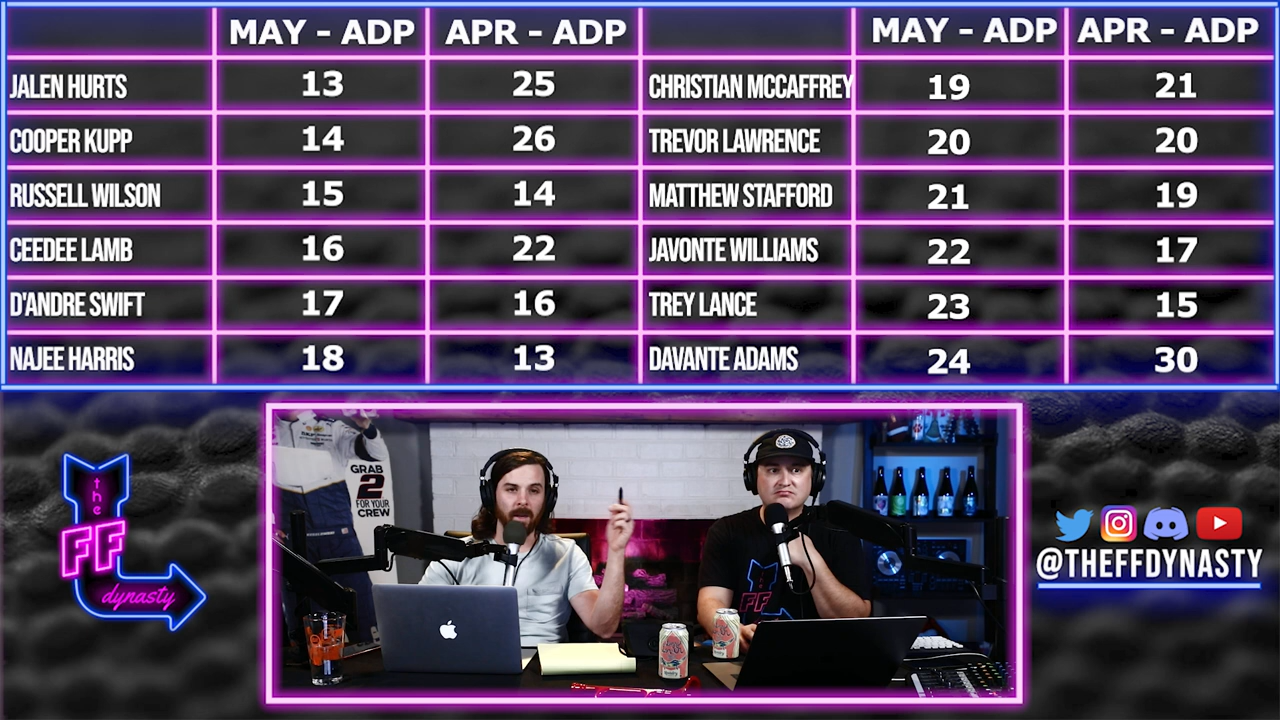 MAY - ADP APR - ADP MAY - ADP APR - ADP
JALEN HURTS 13 25 CHRISTIAN MCCAFFREY 19 21
COOPER KUPP 14 26 TREVOR LAWRENCE 20 20
RUSSELL WILSON 15 14 MATTHEW STAFFORD 21 19
CEEDEE LAMB 16 22 JAVONTE WILLIAMS 22 17
D'ANDRE SWIFT 17 16 TREY LANCE 23 15
NAJEE HARRIS 18 13 DAVANTE ADAMS 24 30
the
FF
dynasty
GRAB
2
FOR YOUR
CREW
FF
@THEFFDYNASTY